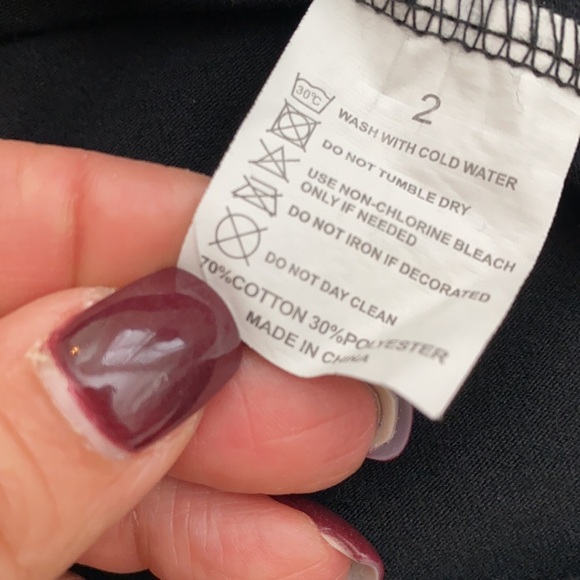 2
30°C
WASH WITH COLD WATER
DO NOT TUMBLE DRY
USE NON-CHLORINE BLEACH
ONLY IF NEEDED
DO NOT IRON IF DECORATED
DO NOT DAY CLEAN
70%COTTON 30%POLYESTER
MADE IN CHINA